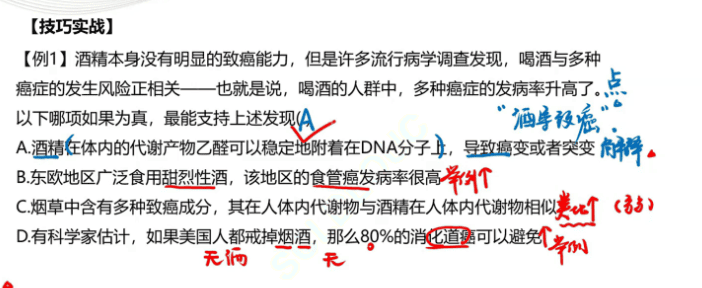 【技巧实战】
【例1】酒精本身没有明显的致癌能力，但是许多流行病学调查发现，喝酒与多种
癌症的发生风险正相关——也就是说，喝酒的人群中，多种癌症的发病率升高了。点
以下哪项如果为真，最能支持上述发现(A “酒导致癌”
A.酒精在体内的代谢产物乙醛可以稳定地附着在DNA分子上，导致癌变或者突变 解释
B.东欧地区广泛食用甜烈性酒，该地区的食管癌发病率很高 举例↑
C.烟草中含有多种致癌成分，其在人体内代谢物与酒精在人体内代谢物相似 类比↑
D.有科学家估计，如果美国人都戒掉烟酒，那么80%的消化道癌可以避免 ↑举例
无 无